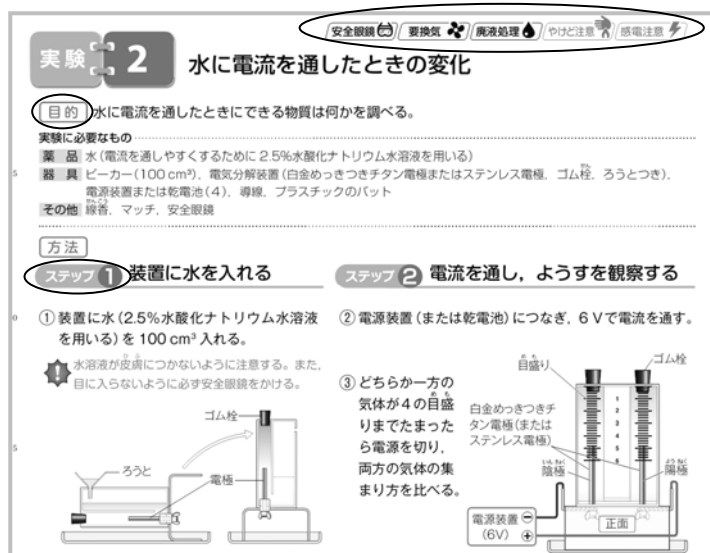 安全眼鏡 要換気 廃液処理 やけど注意 感電注意
実験 2 水に電流を通したときの変化
目的 水に電流を通したときにできる物質は何かを調べる。
実験に必要なもの
薬品 水(電流を通しやすくするために2.5%水酸化ナトリウム水溶液を用いる)
5 器具 ビーカー(100 cm³), 電気分解装置(白金めっきつきチタン電極またはステンレス電極, ゴム栓, ろうとつき),
電源装置または乾電池(4), 導線, プラスチックのバット
その他 線香, マッチ, 安全眼鏡
方法
ステップ 1 装置に水を入れる
0 ① 装置に水(2.5%水酸化ナトリウム水溶液
を用いる)を 100 cm³ 入れる。
水溶液が皮膚につかないように注意する。また,
目に入らないように必ず安全眼鏡をかける。
ゴム栓
ろうと
電極
5
ステップ 2 電流を通し, ようすを観察する
② 電源装置(または乾電池)につなぎ, 6 Vで電流を通す。
③ どちらか一方の
気体が4の目盛
りまでたまった
ら電源を切り,
両方の気体の集
まり方を比べる。
目盛り
ゴム栓
白金めっきつきチ
タン電極(または
ステンレス電極)
1
2
3
4
5
6
陰極
陽極
電源装置 ⊖
(6V) ⊕
正面